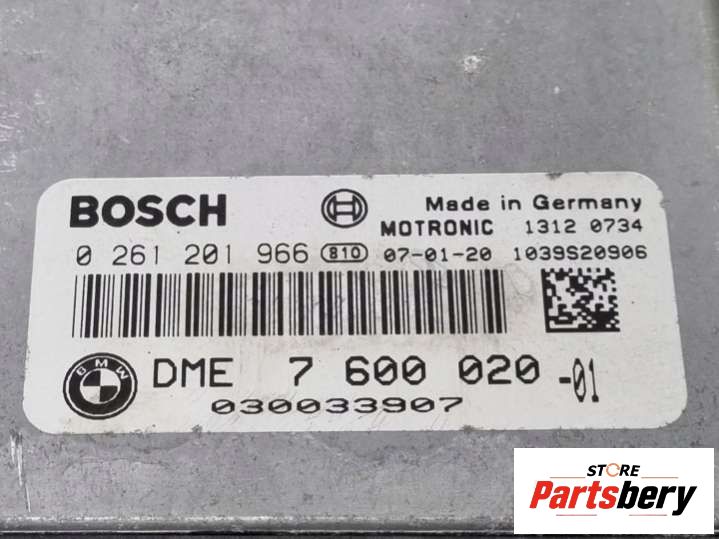 BOSCH Made in Germany
MOTRONIC 1312 0734
0 261 201 966 810 07-01-20 1039S20906
BMW DME 7 600 020 -01
030033907
STORE
Partsbery